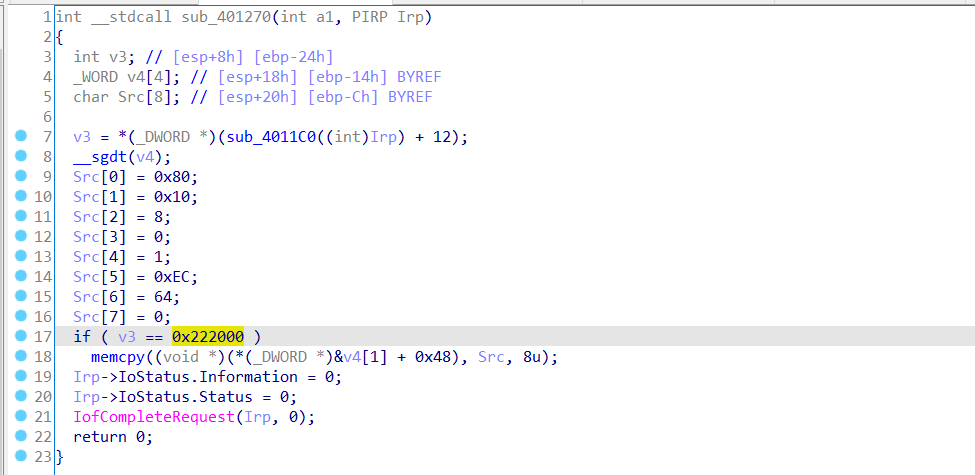 1 int __stdcall sub_401270(int a1, PIRP Irp)
2 {
3   int v3; // [esp+8h] [ebp-24h]
4   _WORD v4[4]; // [esp+18h] [ebp-14h] BYREF
5   char Src[8]; // [esp+20h] [ebp-Ch] BYREF
6
7   v3 = *(_DWORD *)(sub_4011C0((int)Irp) + 12);
8   __sgdt(v4);
9   Src[0] = 0x80;
10   Src[1] = 0x10;
11   Src[2] = 8;
12   Src[3] = 0;
13   Src[4] = 1;
14   Src[5] = 0xEC;
15   Src[6] = 64;
16   Src[7] = 0;
17   if ( v3 == 0x222000 )
18     memcpy((void *)(*(_DWORD *)&v4[1] + 0x48), Src, 8u);
19   Irp->IoStatus.Information = 0;
20   Irp->IoStatus.Status = 0;
21   IofCompleteRequest(Irp, 0);
22   return 0;
23 }